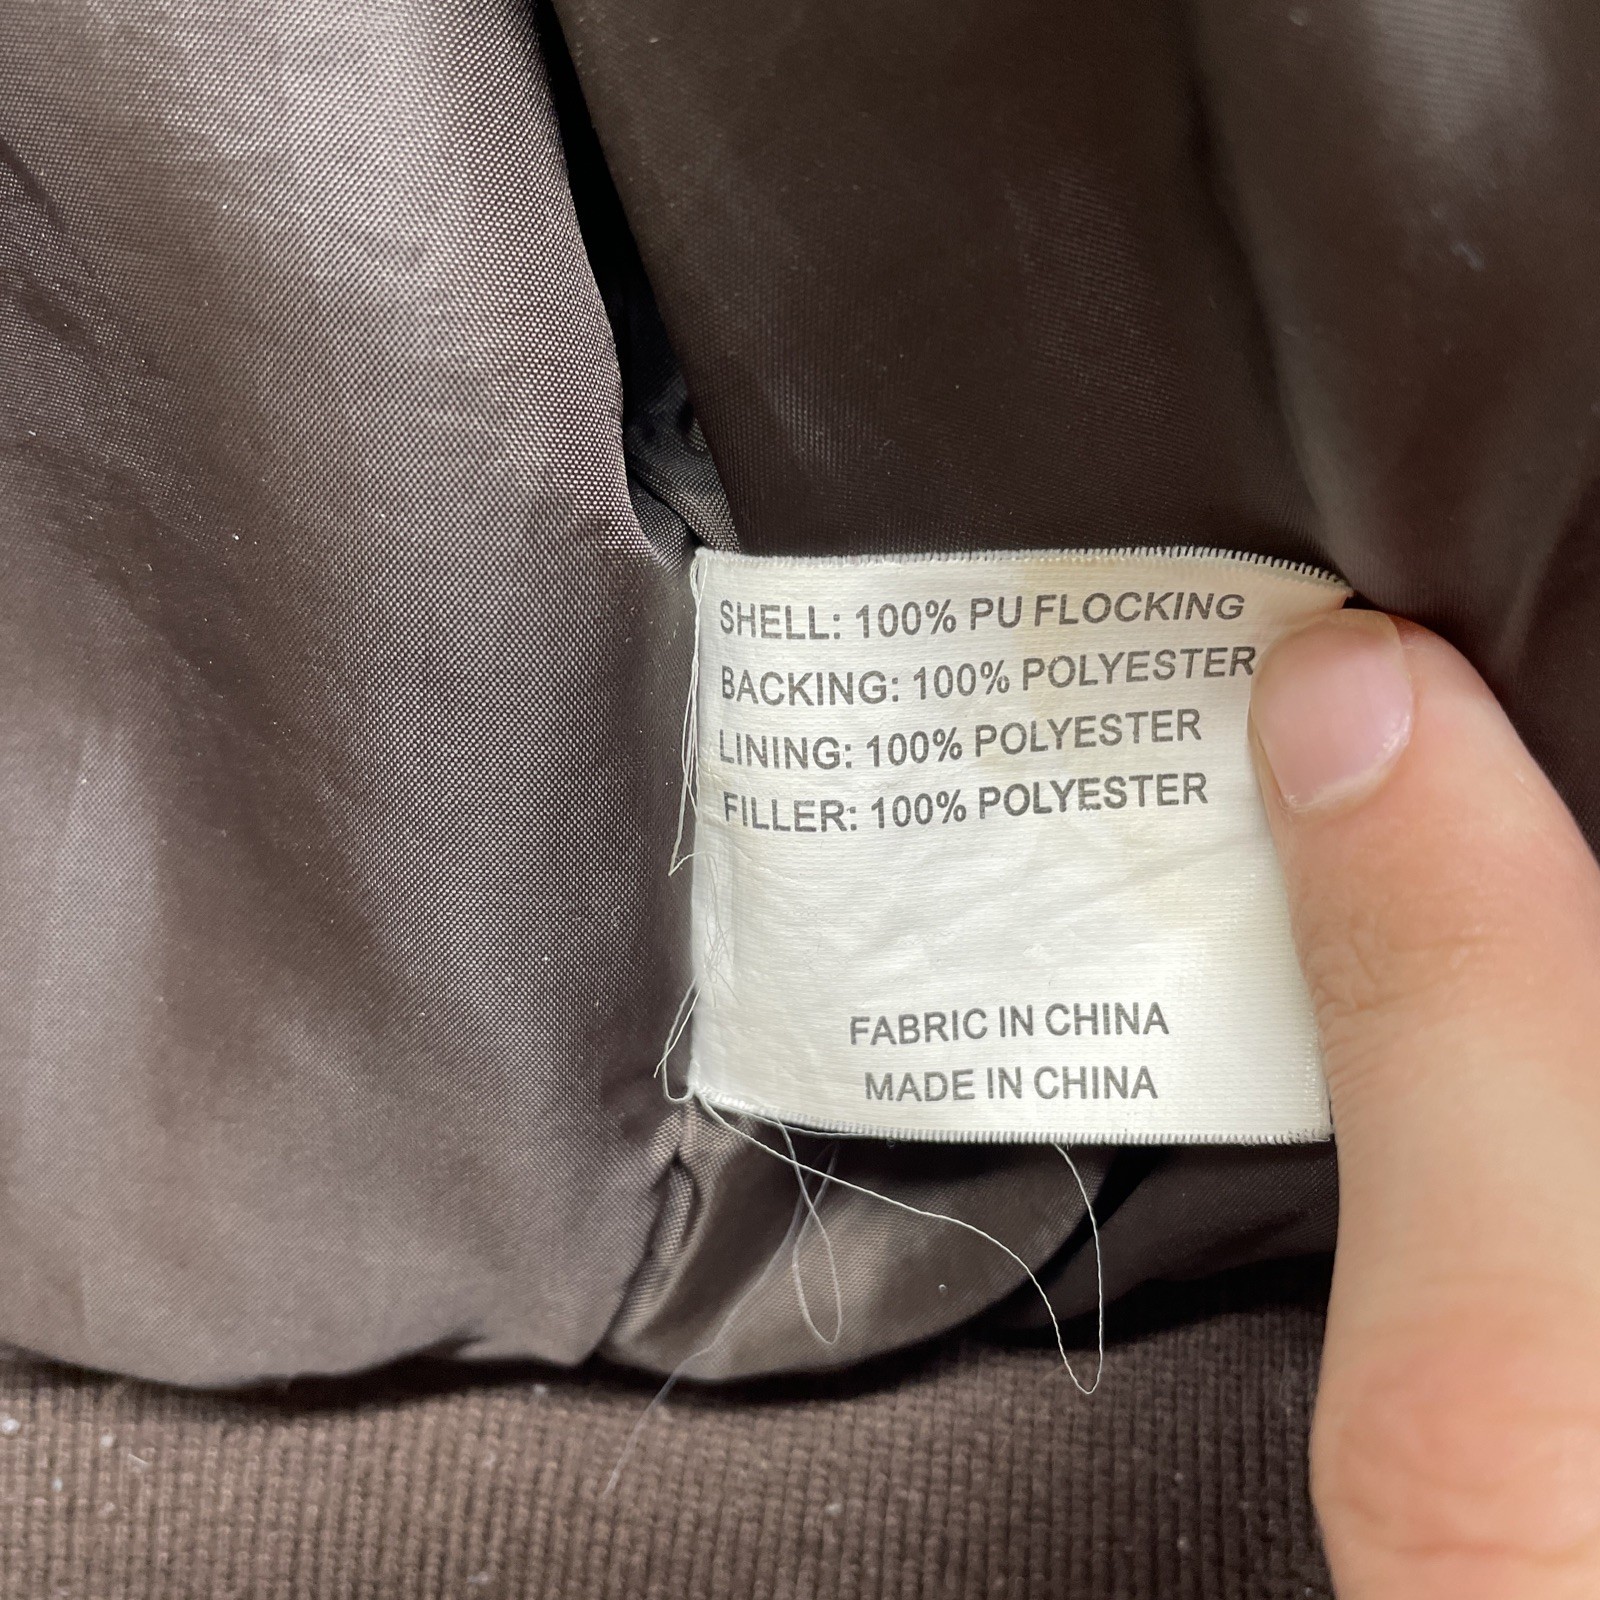 SHELL: 100% PU FLOCKING
BACKING: 100% POLYESTER
LINING: 100% POLYESTER
FILLER: 100% POLYESTER
FABRIC IN CHINA
MADE IN CHINA